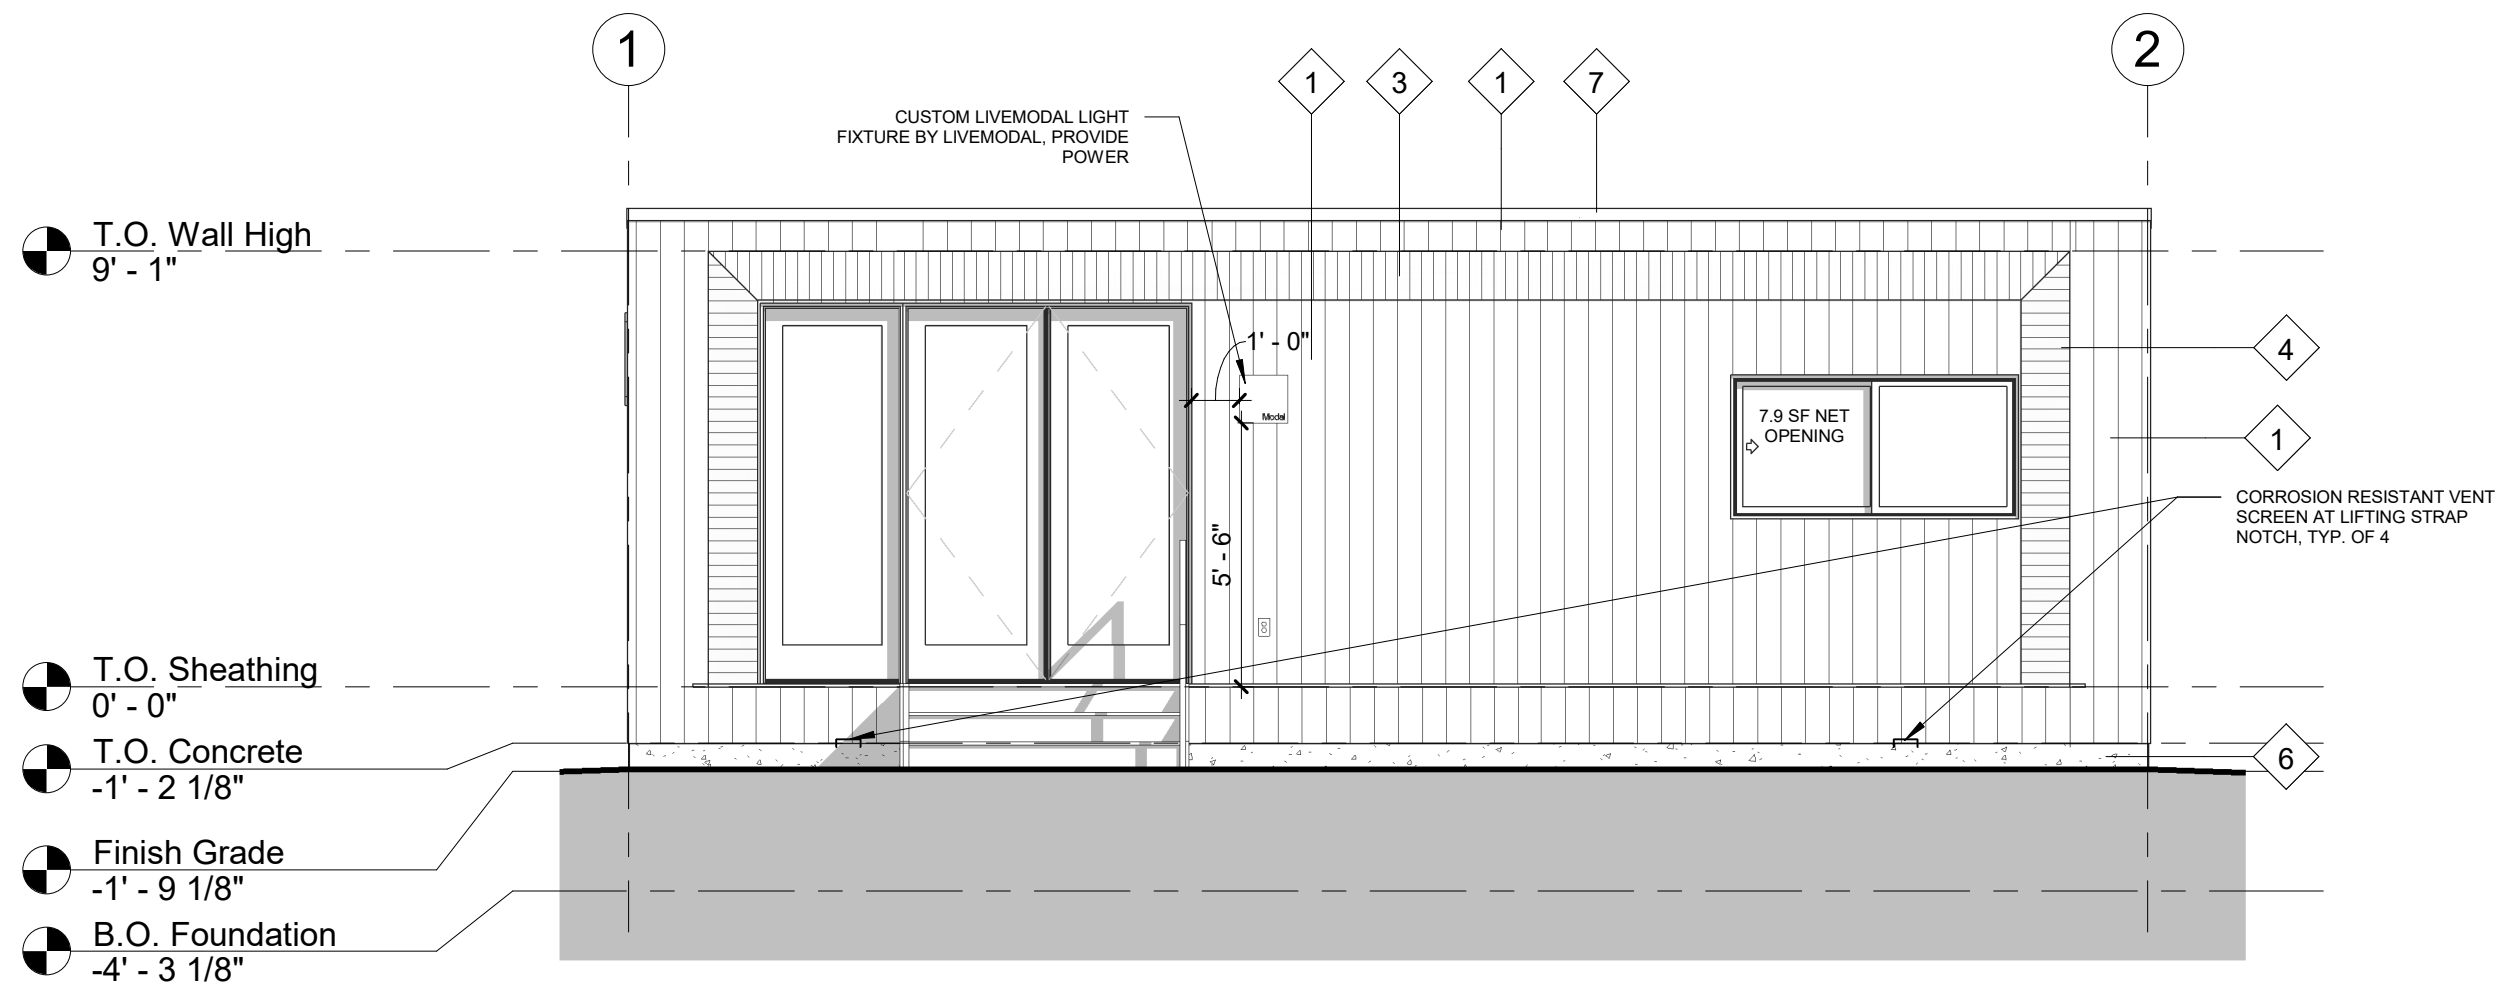 1
2
1
3
1
7
CUSTOM LIVEMODAL LIGHT
FIXTURE BY LIVEMODAL, PROVIDE
POWER
T.O. Wall High
9' - 1"
1' - 0"
4
Modal
7.9 SF NET
OPENING
1
CORROSION RESISTANT VENT
SCREEN AT LIFTING STRAP
NOTCH, TYP. OF 4
5' - 6"
T.O. Sheathing
0' - 0"
T.O. Concrete
-1' - 2 1/8"
6
Finish Grade
-1' - 9 1/8"
B.O. Foundation
-4' - 3 1/8"